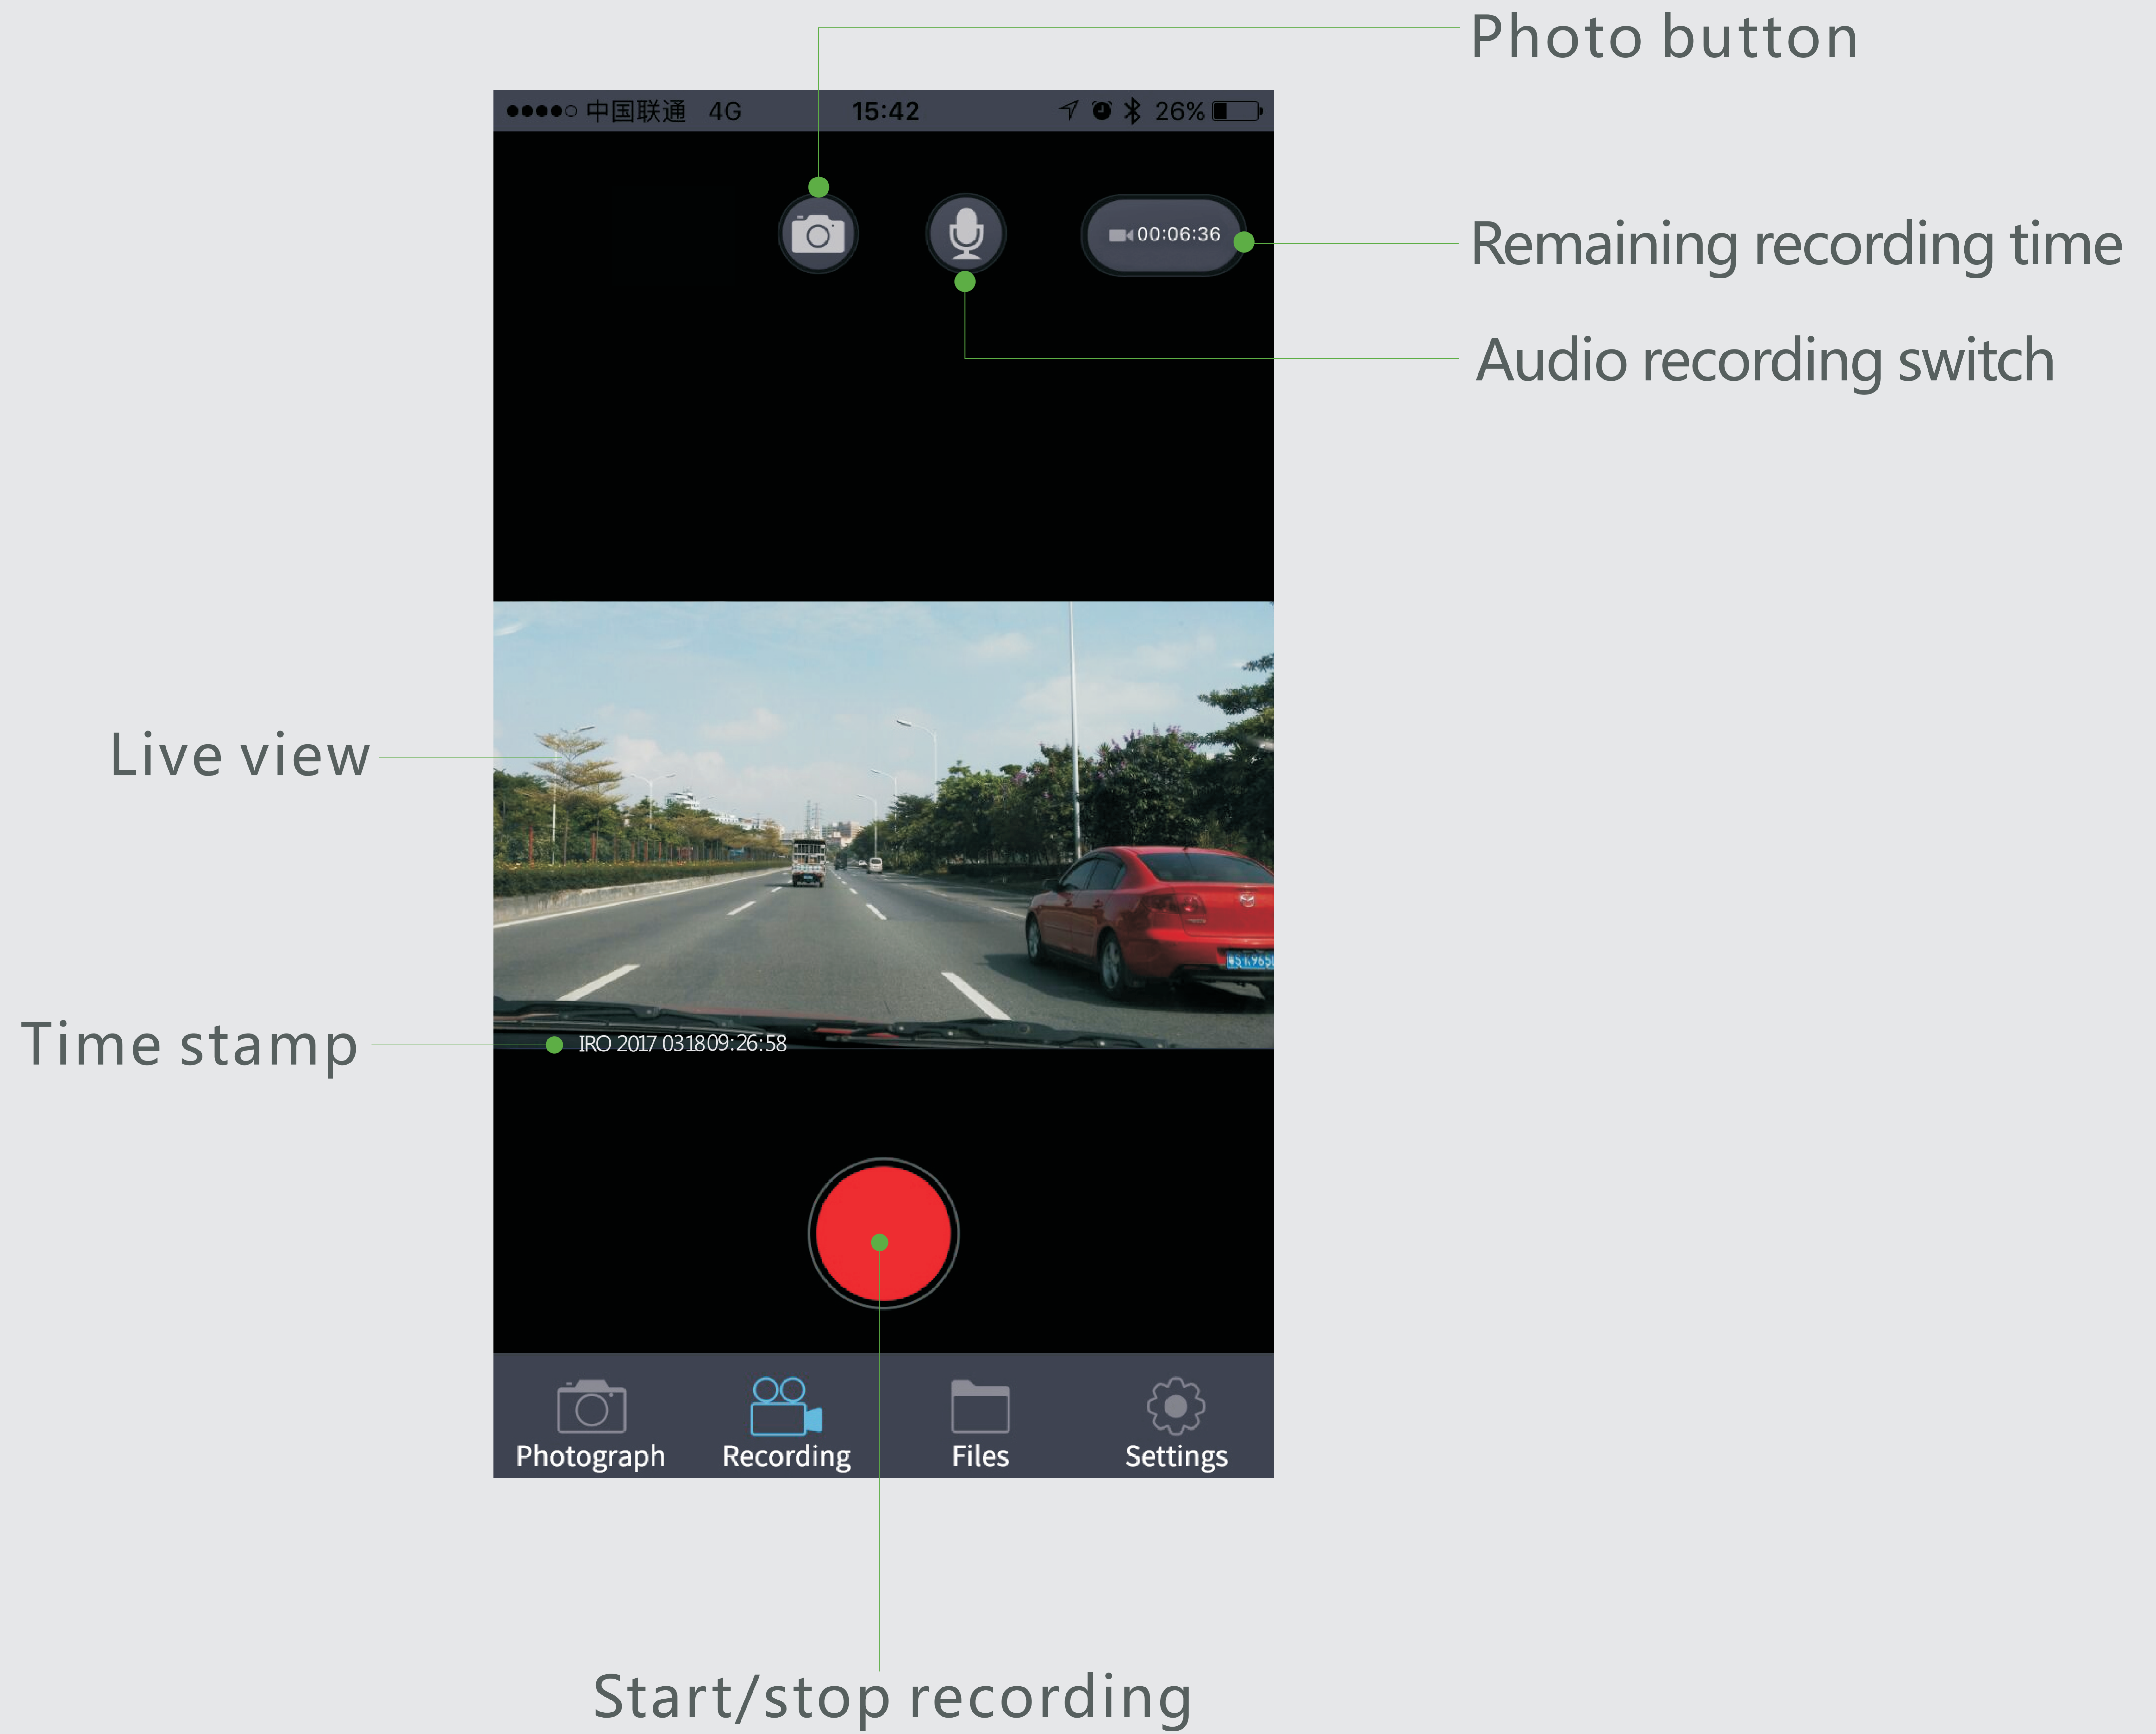 Photo button
中国联通 4G 15:42 26%
00:06:36
Remaining recording time
Audio recording switch
Live view
Time stamp
IRO 2017 031809:26:58
Photograph Recording Files Settings
Start/stop recording